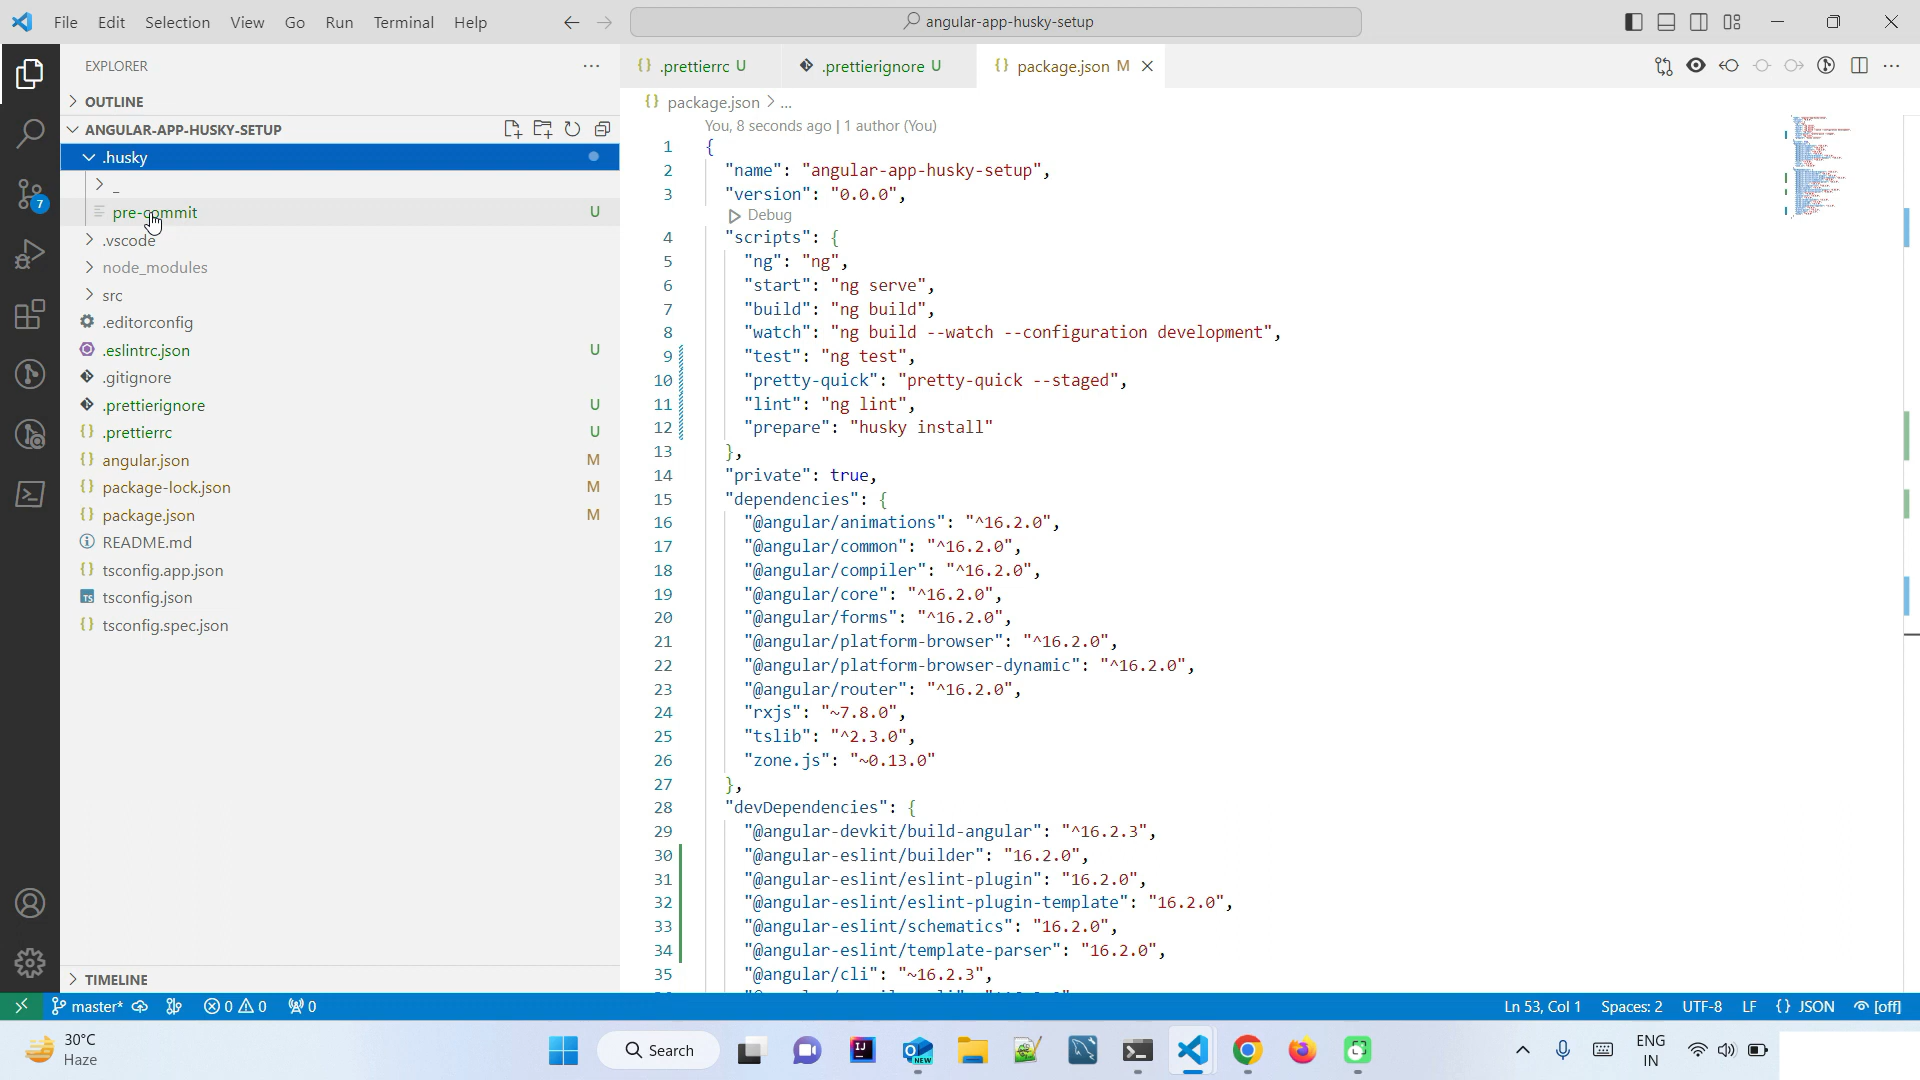 File Edit Selection View Go Run Terminal Help
angular-app-husky-setup
EXPLORER
OUTLINE
ANGULAR-APP-HUSKY-SETUP
.husky
_
pre-commit U
.vscode
node_modules
src
.editorconfig
.eslintrc.json U
.gitignore
.prettierignore U
.prettierrc U
angular.json M
package-lock.json M
package.json M
README.md
tsconfig.app.json
tsconfig.json
tsconfig.spec.json
TIMELINE
7
.prettierrc U .prettierignore U package.json M
package.json > ...
You, 8 seconds ago | 1 author (You)
1 {
2 "name": "angular-app-husky-setup",
3 "version": "0.0.0",
Debug
4 "scripts": {
5 "ng": "ng",
6 "start": "ng serve",
7 "build": "ng build",
8 "watch": "ng build --watch --configuration development",
9 "test": "ng test",
10 "pretty-quick": "pretty-quick --staged",
11 "lint": "ng lint",
12 "prepare": "husky install"
13 },
14 "private": true,
15 "dependencies": {
16 "@angular/animations": "^16.2.0",
17 "@angular/common": "^16.2.0",
18 "@angular/compiler": "^16.2.0",
19 "@angular/core": "^16.2.0",
20 "@angular/forms": "^16.2.0",
21 "@angular/platform-browser": "^16.2.0",
22 "@angular/platform-browser-dynamic": "^16.2.0",
23 "@angular/router": "^16.2.0",
24 "rxjs": "~7.8.0",
25 "tslib": "^2.3.0",
26 "zone.js": "~0.13.0"
27 },
28 "devDependencies": {
29 "@angular-devkit/build-angular": "^16.2.3",
30 "@angular-eslint/builder": "16.2.0",
31 "@angular-eslint/eslint-plugin": "16.2.0",
32 "@angular-eslint/eslint-plugin-template": "16.2.0",
33 "@angular-eslint/schematics": "16.2.0",
34 "@angular-eslint/template-parser": "16.2.0",
35 "@angular/cli": "~16.2.3",
master* 0 0 0
Ln 53, Col 1 Spaces: 2 UTF-8 LF {} JSON [off]
30°C
Haze
Search
NEW
ENG
IN